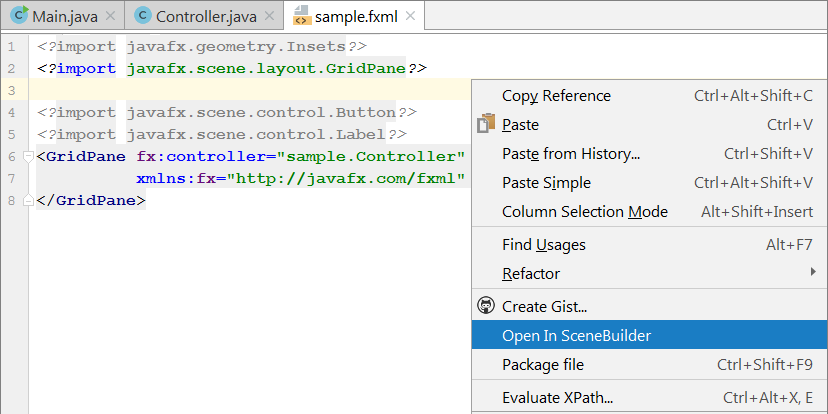 Main.java Controller.java sample.fxml
1 <?import javafx.geometry.Insets?>
2 <?import javafx.scene.layout.GridPane?>
3
4 <?import javafx.scene.control.Button?>
5 <?import javafx.scene.control.Label?>
6 <GridPane fx:controller="sample.Controller"
7 xmlns:fx="http://javafx.com/fxml"
8 </GridPane>
Copy Reference Ctrl+Alt+Shift+C
Paste Ctrl+V
Paste from History... Ctrl+Shift+V
Paste Simple Ctrl+Alt+Shift+V
Column Selection Mode Alt+Shift+Insert
Find Usages Alt+F7
Refactor
Create Gist...
Open In SceneBuilder
Package file Ctrl+Shift+F9
Evaluate XPath... Ctrl+Alt+X, E